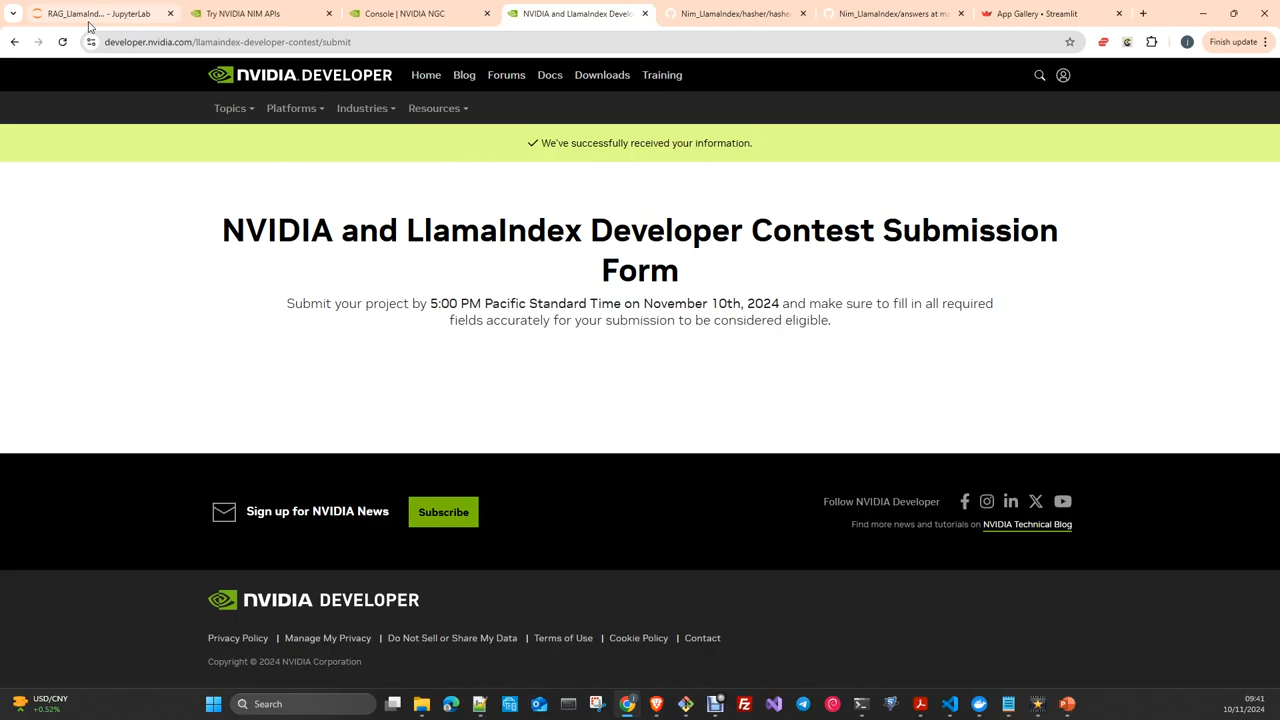 RAG_LlamaInd... - JupyterLab
Try NVIDIA NIM APIs
Console | NVIDIA NGC
NVIDIA and LlamaIndex Develo
Nim_LlamaIndex/hasher/hashe
Nim_LlamaIndex/answers at m
App Gallery • Streamlit
developer.nvidia.com/llamaindex-developer-contest/submit
Finish update
NVIDIA DEVELOPER Home Blog Forums Docs Downloads Training
Topics Platforms Industries Resources
We've successfully received your information.
NVIDIA and LlamaIndex Developer Contest Submission
Form
Submit your project by 5:00 PM Pacific Standard Time on November 10th, 2024 and make sure to fill in all required
fields accurately for your submission to be considered eligible.
Sign up for NVIDIA News
Subscribe
Follow NVIDIA Developer
Find more news and tutorials on NVIDIA Technical Blog
NVIDIA DEVELOPER
Privacy Policy | Manage My Privacy | Do Not Sell or Share My Data | Terms of Use | Cookie Policy | Contact
Copyright © 2024 NVIDIA Corporation
USD/CNY
+0.52%
Search
09:41
10/11/2024